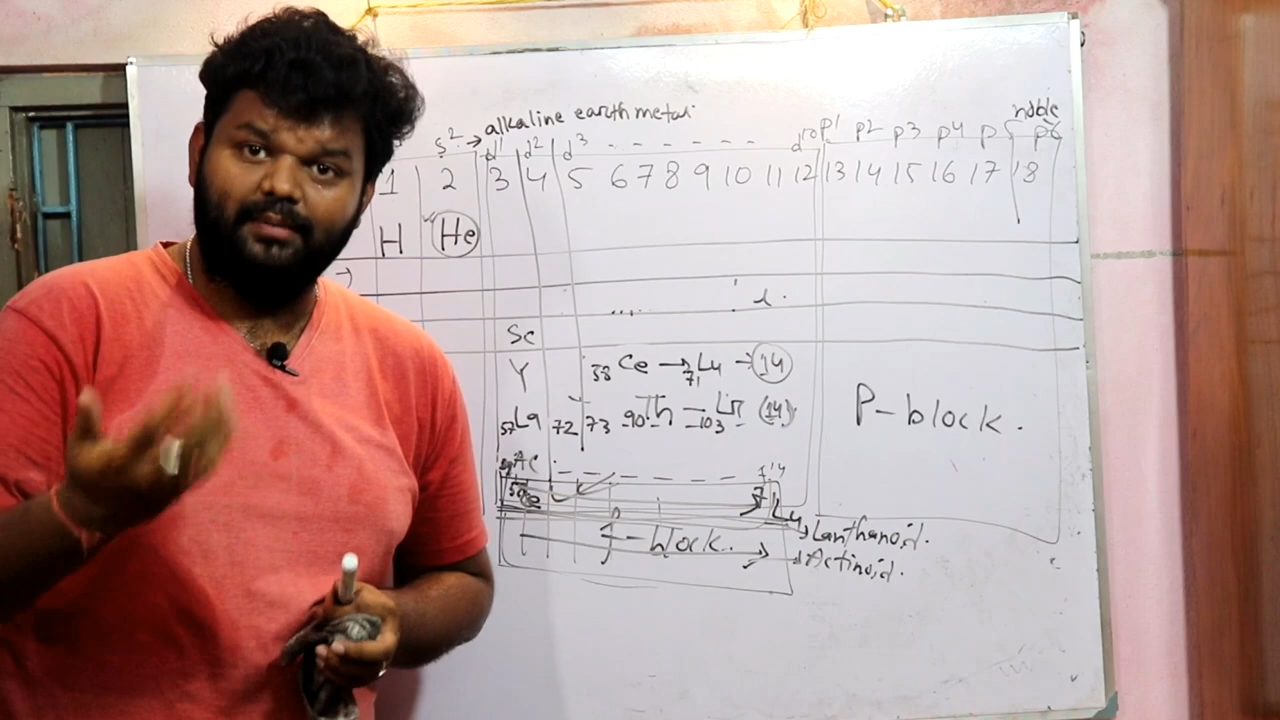 s² → alkaline earth metal
noble
d¹ d² d³ - - - - - - d10 p1 p2 p3 p4 p5 p6
1 2 3 4 5 6 7 8 9 10 11 12 13 14 15 16 17 18
H He
Sc
Y 58 Ce → 71 Lu → 14
57 La 72 73 90 Th - 103 Lr (14)
P-block.
89 Ac - - - - - - 14
58 Ce 71 Lu
→ Lanthanoid.
f-block.
→ Actinoid.